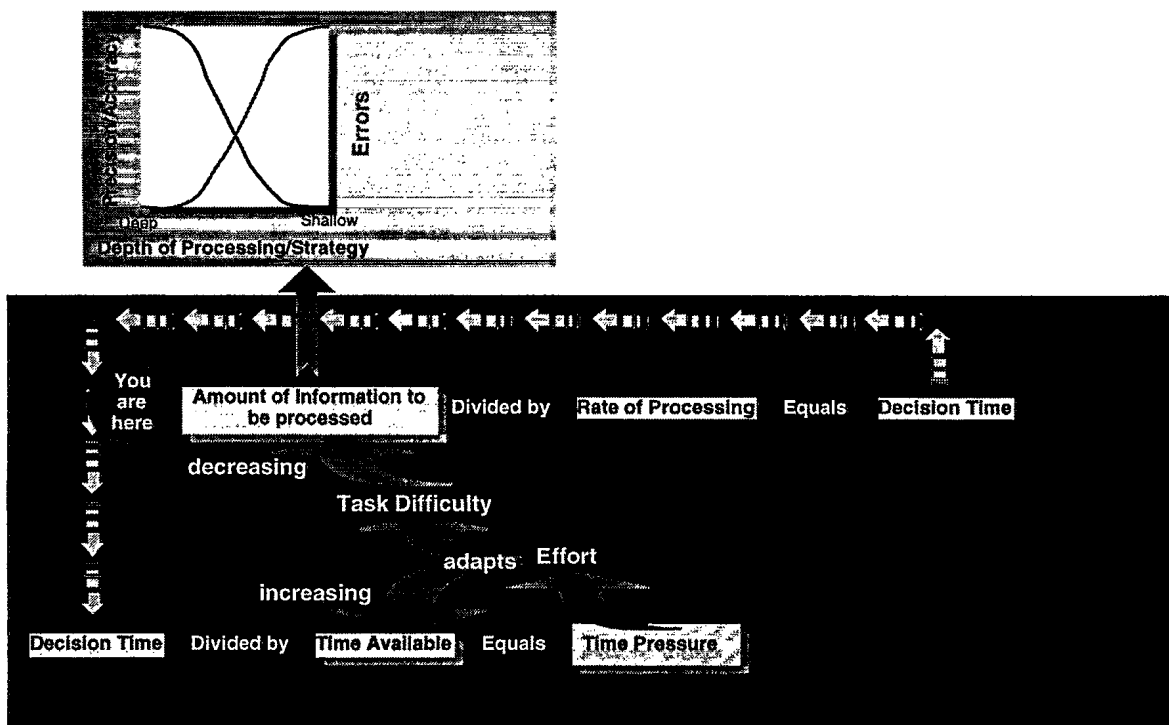 Precision/Accuracy
Errors
Deep
Shallow
Depth of Processing/Strategy
You
are
here
Amount of Information to
be processed
Divided by
Rate of Processing
Equals
Decision Time
decreasing
Task Difficulty
adapts
Effort
increasing
Decision Time
Divided by
Time Available
Equals
Time Pressure